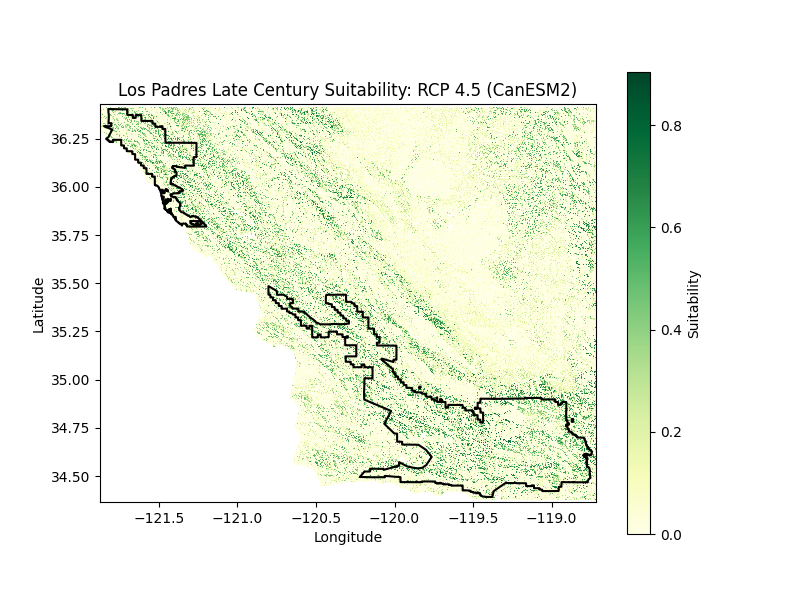 Los Padres Late Century Suitability: RCP 4.5 (CanESM2)
36.25
36.00
35.75
35.50
35.25
35.00
34.75
34.50
Latitude
−121.5 −121.0 −120.5 −120.0 −119.5 −119.0
Longitude
0.8
0.6
0.4
0.2
0.0
Suitability